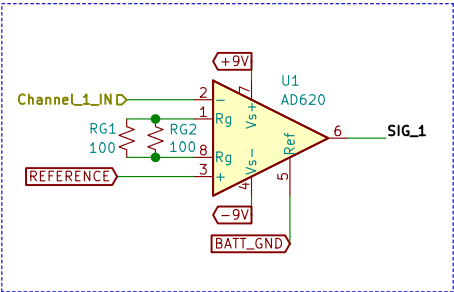 +9V
U1
AD620
Channel_1_IN
2
-
7
Vs+
1
Rg
RG1
100
RG2
100
6
SIG_1
8
Rg
Ref
REFERENCE
3
+
Vs-
4
5
-9V
BATT_GND